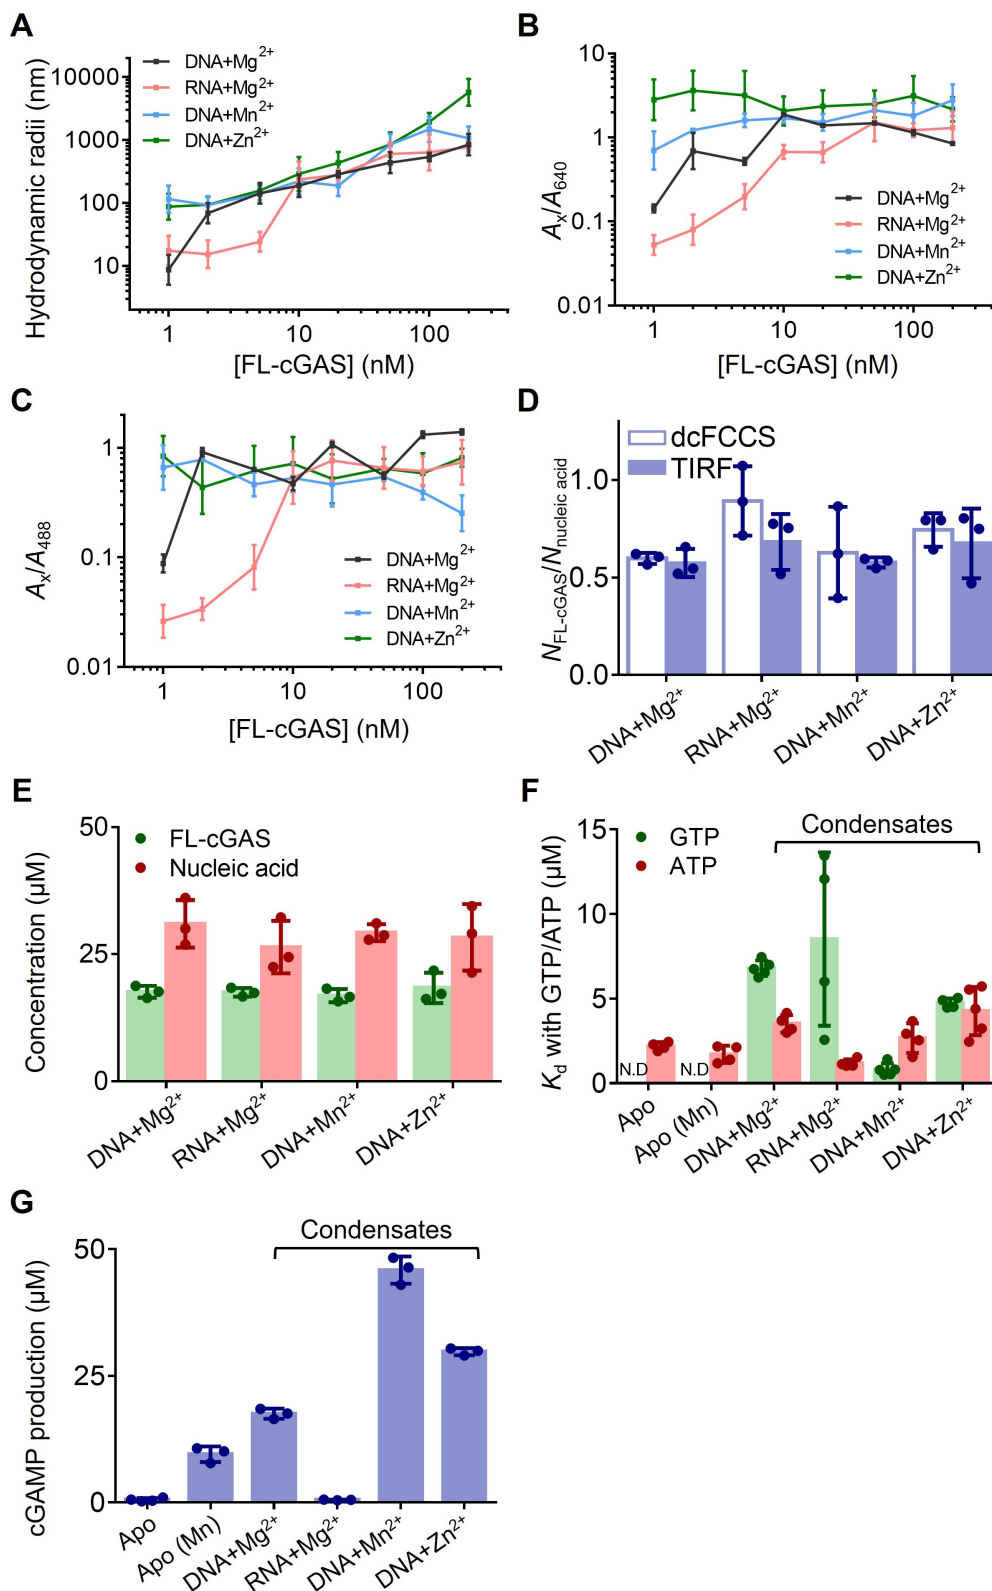 A
Hydrodynamic radii (nm)
10000
1000
100
10
DNA+Mg²⁺
RNA+Mg²⁺
DNA+Mn²⁺
DNA+Zn²⁺
1
10
100
[FL-cGAS] (nM)
B
Aₓ/A₆₄₀
10
1
0.1
0.01
DNA+Mg²⁺
RNA+Mg²⁺
DNA+Mn²⁺
DNA+Zn²⁺
1
10
100
[FL-cGAS] (nM)
C
Aₓ/A₄₈₈
1
0.1
0.01
DNA+Mg²⁺
RNA+Mg²⁺
DNA+Mn²⁺
DNA+Zn²⁺
1
10
100
[FL-cGAS] (nM)
D
N_FL-cGAS/N_nucleic acid
1.0
0.5
0.0
dcFCCS
TIRF
DNA+Mg²⁺
RNA+Mg²⁺
DNA+Mn²⁺
DNA+Zn²⁺
E
Concentration (µM)
50
25
0
FL-cGAS
Nucleic acid
DNA+Mg²⁺
RNA+Mg²⁺
DNA+Mn²⁺
DNA+Zn²⁺
F
K_d with GTP/ATP (µM)
15
10
5
0
GTP
ATP
Condensates
N.D
N.D
Apo
Apo (Mn)
DNA+Mg²⁺
RNA+Mg²⁺
DNA+Mn²⁺
DNA+Zn²⁺
G
cGAMP production (µM)
50
25
0
Condensates
Apo
Apo (Mn)
DNA+Mg²⁺
RNA+Mg²⁺
DNA+Mn²⁺
DNA+Zn²⁺